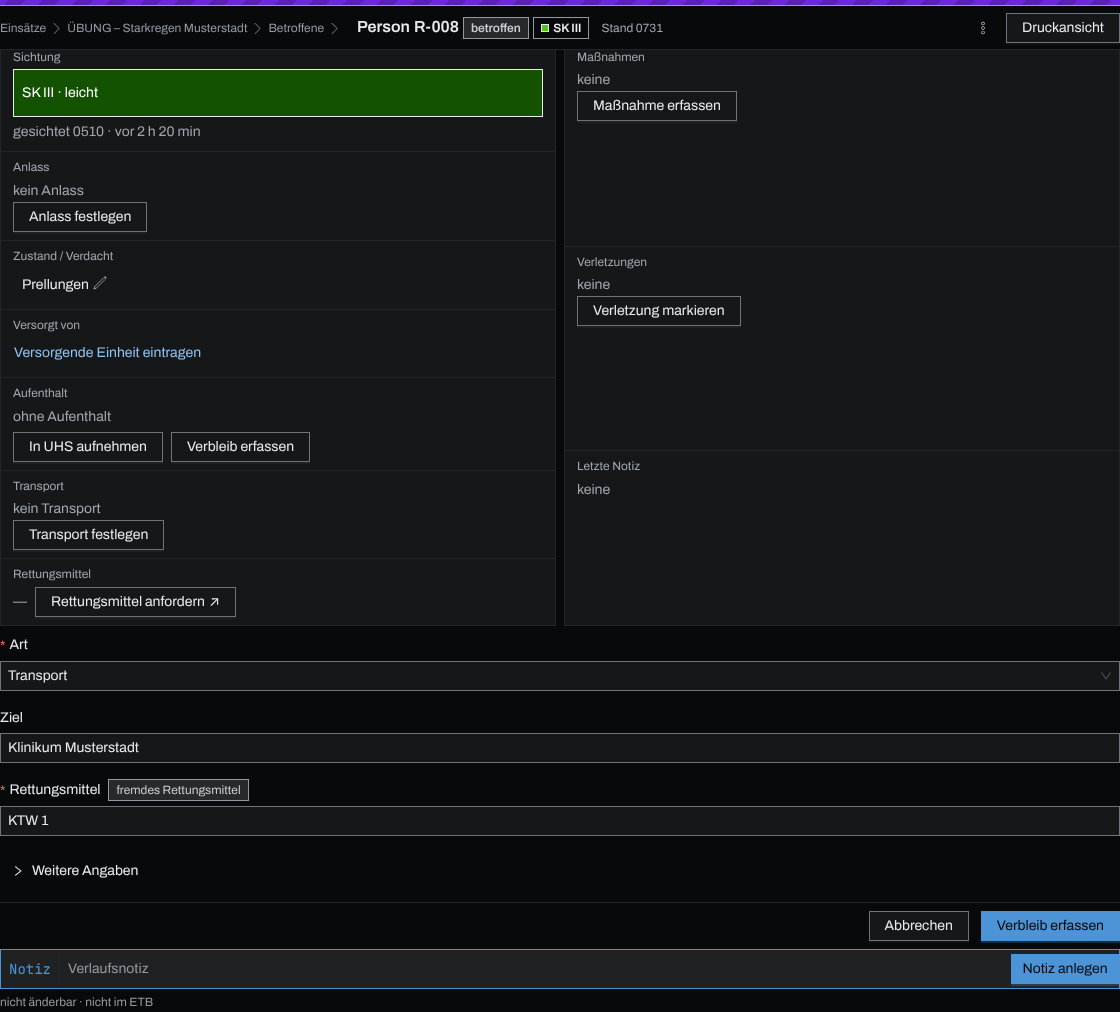 Einsätze > ÜBUNG – Starkregen Musterstadt > Betroffene > Person R-008 betroffen SK III Stand 0731 Druckansicht
Sichtung
SK III · leicht
gesichtet 0510 · vor 2 h 20 min
Anlass
kein Anlass
Anlass festlegen
Zustand / Verdacht
Prellungen
Versorgt von
Versorgende Einheit eintragen
Aufenthalt
ohne Aufenthalt
In UHS aufnehmen Verbleib erfassen
Transport
kein Transport
Transport festlegen
Rettungsmittel
— Rettungsmittel anfordern ↗
Maßnahmen
keine
Maßnahme erfassen
Verletzungen
keine
Verletzung markieren
Letzte Notiz
keine
* Art
Transport
Ziel
Klinikum Musterstadt
* Rettungsmittel fremdes Rettungsmittel
KTW 1
> Weitere Angaben
Abbrechen Verbleib erfassen
Notiz Verlaufsnotiz Notiz anlegen
nicht änderbar · nicht im ETB